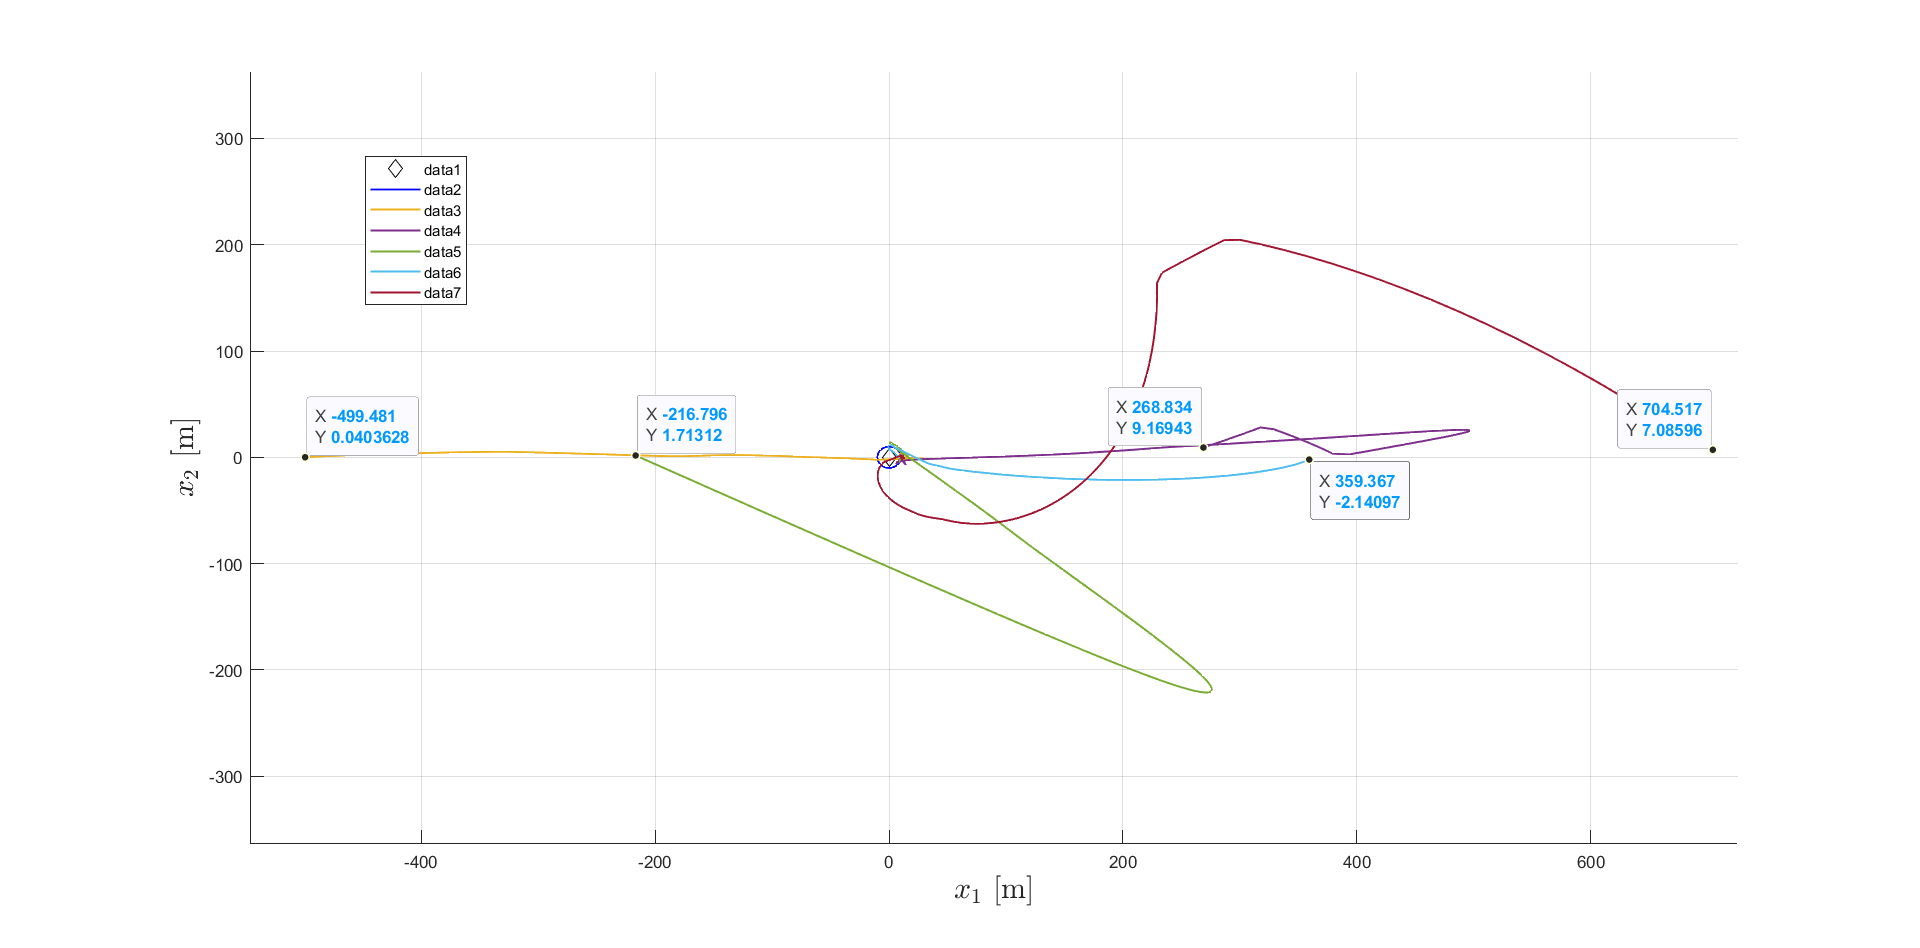 300
200
100
0
-100
-200
-300
x2 [m]
data1
data2
data3
data4
data5
data6
data7
X -499.481
Y 0.0403628
X -216.796
Y 1.71312
X 268.834
Y 9.16943
X 704.517
Y 7.08596
X 359.367
Y -2.14097
-400
-200
0
200
400
600
x1 [m]